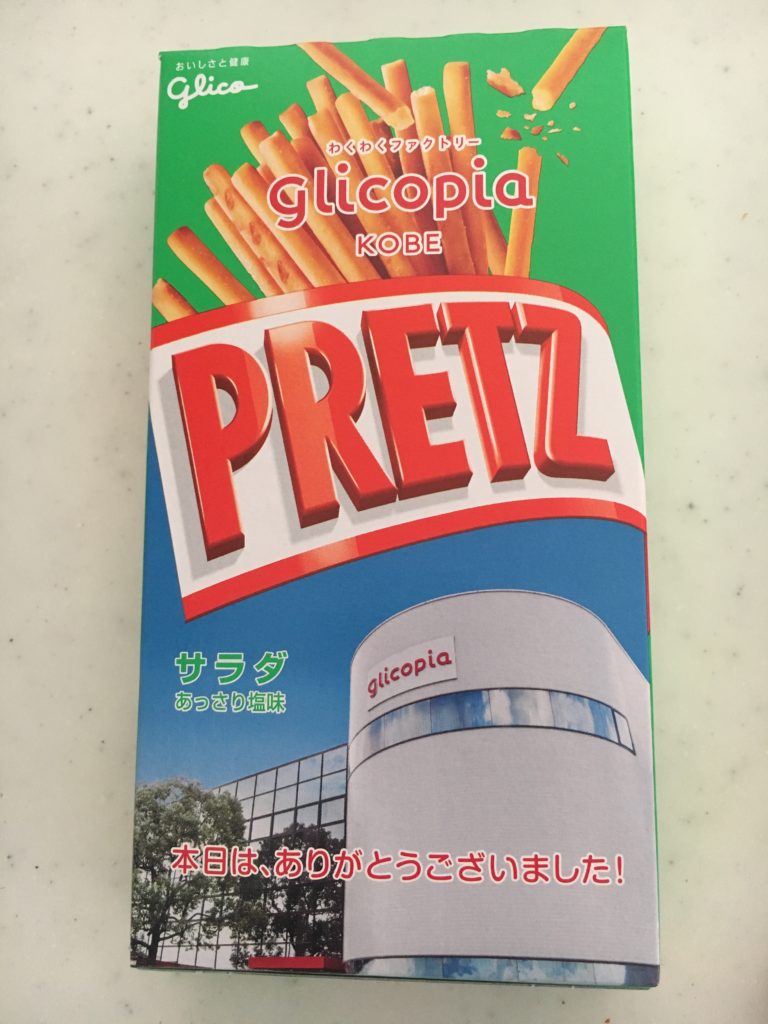 おいしさと健康
Glico
わくわくファクトリー
glicopia
KOBE
PRETZ
glicopia
サラダ
あっさり塩味
本日は、ありがとうございました!